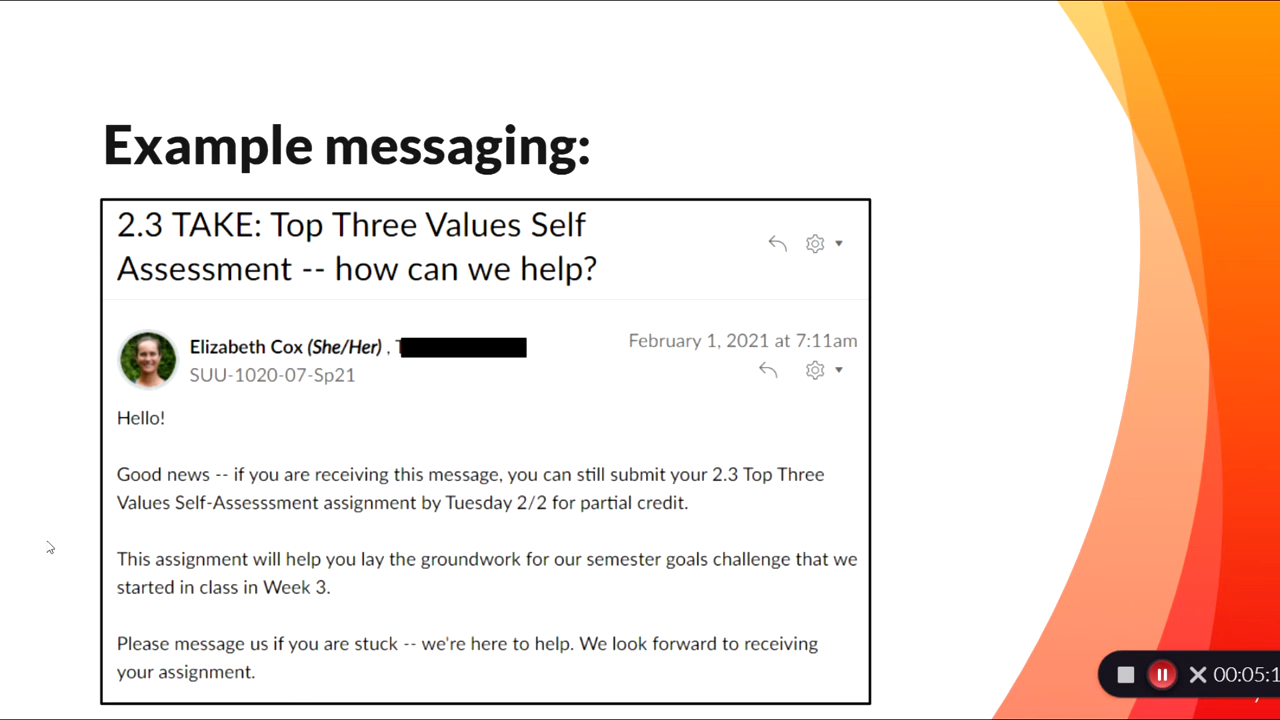 Example messaging:
2.3 TAKE: Top Three Values Self
Assessment -- how can we help?
Elizabeth Cox (She/Her) , T
February 1, 2021 at 7:11am
SUU-1020-07-Sp21
Hello!
Good news -- if you are receiving this message, you can still submit your 2.3 Top Three
Values Self-Assesssment assignment by Tuesday 2/2 for partial credit.
This assignment will help you lay the groundwork for our semester goals challenge that we
started in class in Week 3.
Please message us if you are stuck -- we're here to help. We look forward to receiving
your assignment.
00:05:1